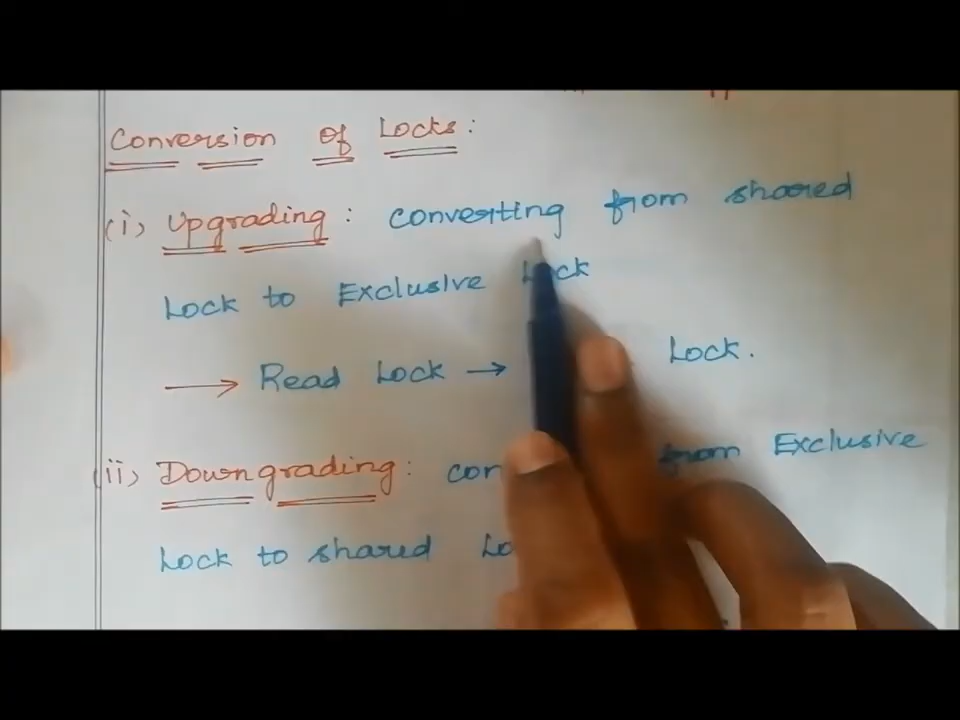 Conversion of Locks:
(i) Upgrading: converting from shared
Lock to Exclusive Lock
→ Read Lock → Lock.
(ii) Downgrading: from Exclusive
Lock to shared